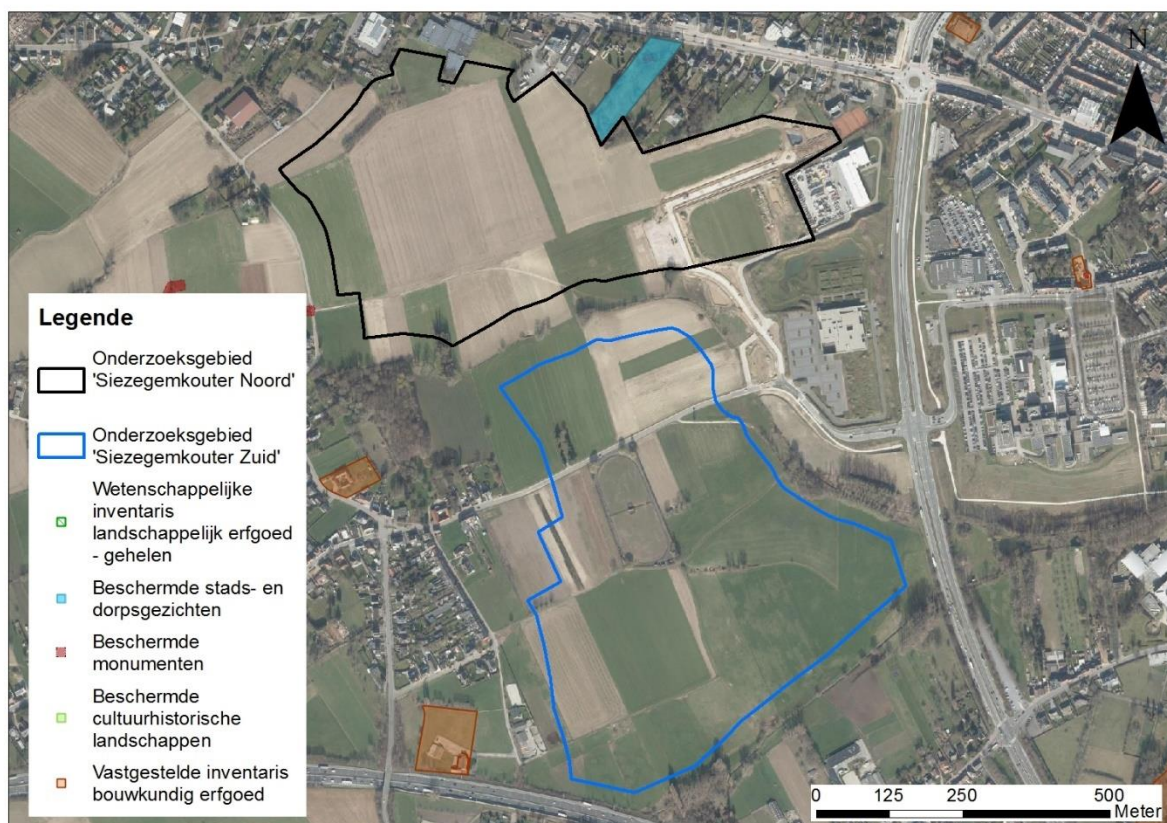 N
Legende
Onderzoeksgebied
'Siezegemkouter Noord'
Onderzoeksgebied
'Siezegemkouter Zuid'
Wetenschappelijke
inventaris
landschappelijk erfgoed
- gehelen
Beschermde stads- en
dorpsgezichten
Beschermde
monumenten
Beschermde
cultuurhistorische
landschappen
Vastgestelde inventaris
bouwkundig erfgoed
0 125 250 500
Meter